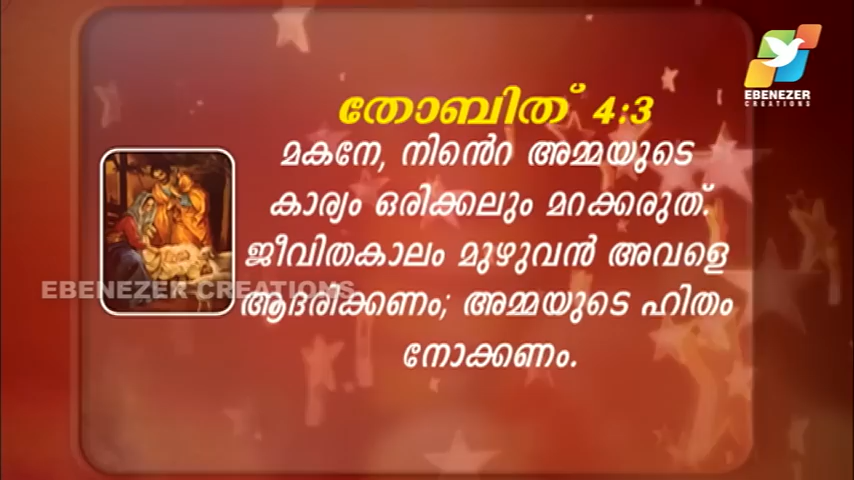 EBENEZER
CREATIONS
തോബിത് 4:3
മകനേ, നിന്റെ അമ്മയുടെ
കാര്യം ഒരിക്കലും മറക്കരുത്.
ജീവിതകാലം മുഴുവൻ അവളെ
EBENEZER CREATIONS
ആദരിക്കണം; അമ്മയുടെ ഹിതം
നോക്കണം.